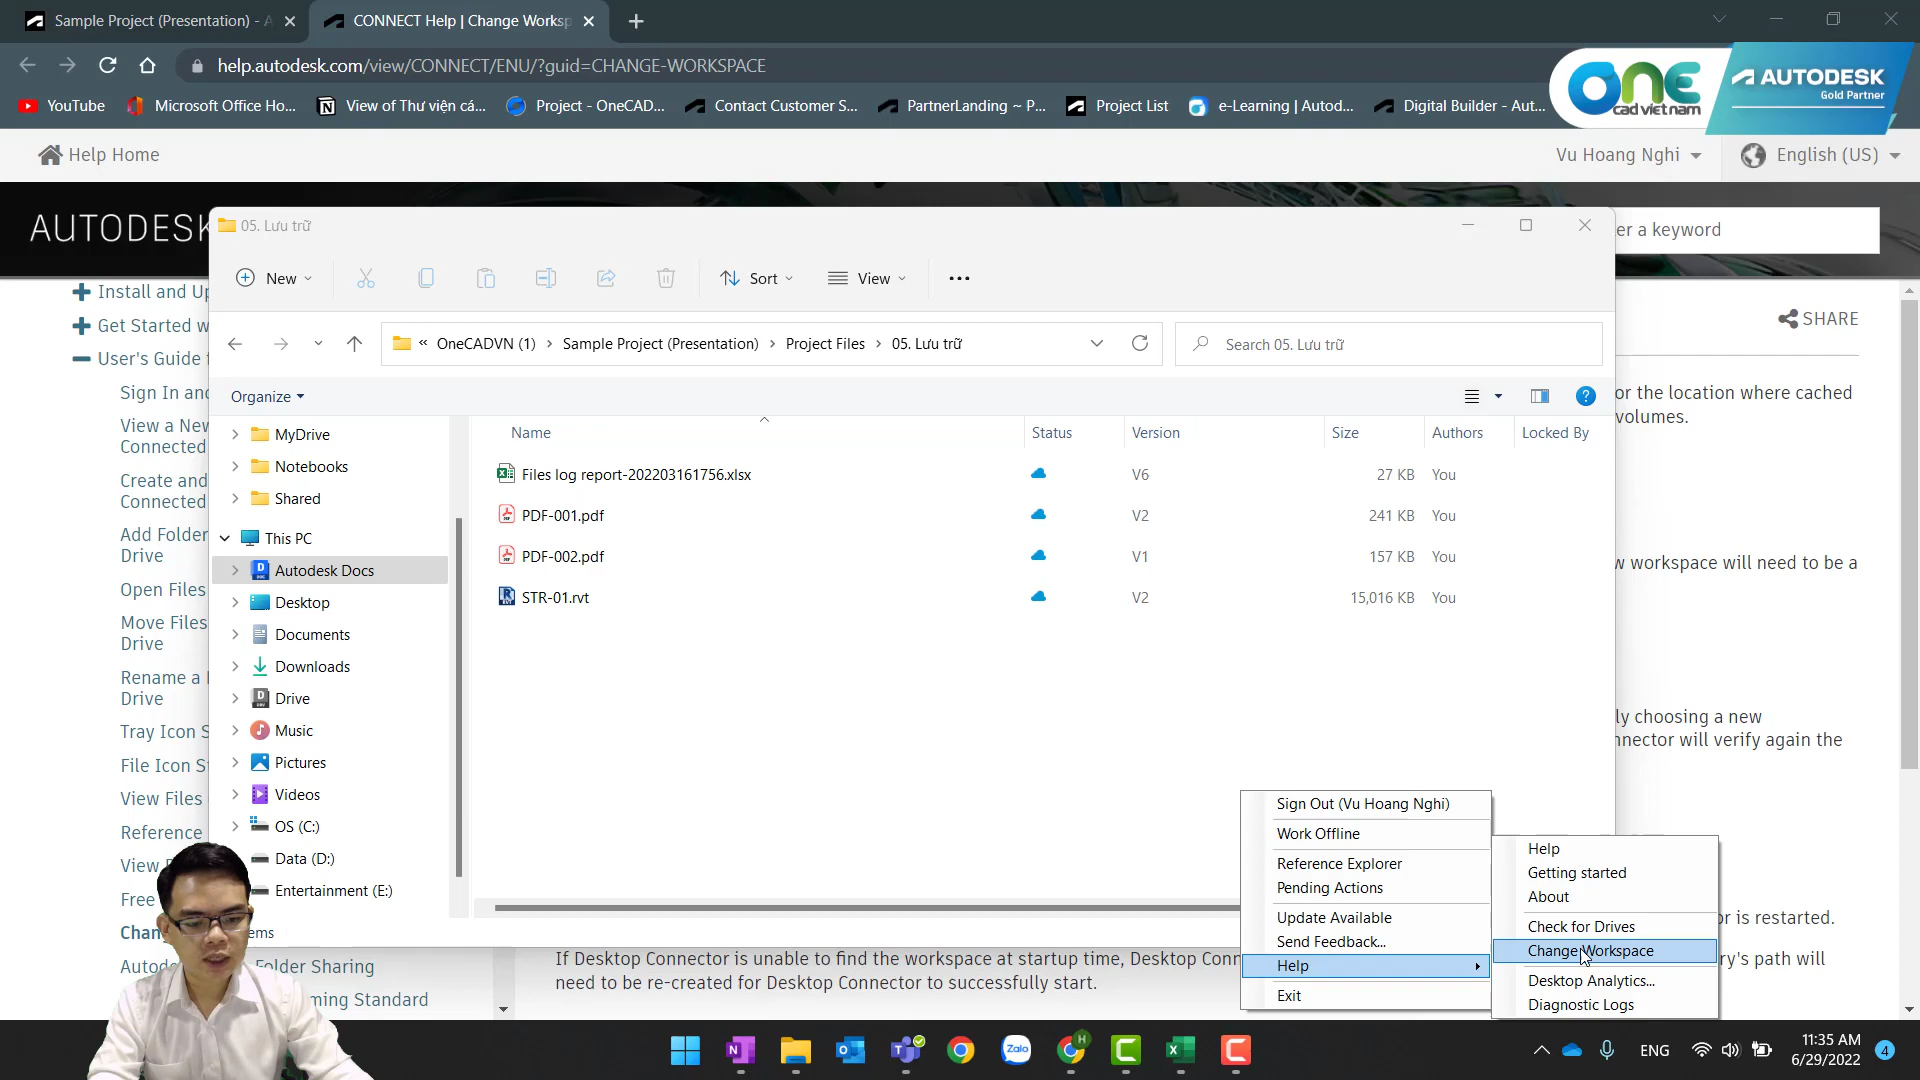 Sample Project (Presentation) - A
CONNECT Help | Change Worksp
help.autodesk.com/view/CONNECT/ENU/?guid=CHANGE-WORKSPACE
YouTube
Microsoft Office Ho...
View of Thư viện cá...
Project - OneCAD...
Contact Customer S...
PartnerLanding ~ P...
Project List
e-Learning | Autod...
Digital Builder - Aut...
ONE
cad việt nam
AUTODESK
Gold Partner
Help Home
Vu Hoang Nghi
English (US)
AUTODESK
er a keyword
05. Lưu trữ
New
Sort
View
Install and Up
Get Started w
User's Guide f
SHARE
OneCADVN (1) › Sample Project (Presentation) › Project Files › 05. Lưu trữ
Search 05. Lưu trữ
Organize
Sign In and
or the location where cached
volumes.
View a New
Connected
Create and
Connected
Add Folder
Drive
Open Files
Move Files
Drive
Rename a
Drive
Tray Icon S
File Icon S
View Files
Reference
View
Free
Chan
Autod
Folder Sharing
ming Standard
MyDrive
Notebooks
Shared
This PC
Autodesk Docs
Desktop
Documents
Downloads
Drive
Music
Pictures
Videos
OS (C:)
Data (D:)
Entertainment (E:)
ems
Name Status Version Size Authors Locked By
Files log report-202203161756.xlsx V6 27 KB You
PDF-001.pdf V2 241 KB You
PDF-002.pdf V1 157 KB You
STR-01.rvt V2 15,016 KB You
w workspace will need to be a
ly choosing a new
nnector will verify again the
or is restarted.
ry's path will
If Desktop Connector is unable to find the workspace at startup time, Desktop Conn
need to be re-created for Desktop Connector to successfully start.
Sign Out (Vu Hoang Nghi)
Work Offline
Reference Explorer
Pending Actions
Update Available
Send Feedback...
Help
Exit
Help
Getting started
About
Check for Drives
Change Workspace
Desktop Analytics...
Diagnostic Logs
Zalo
H
ENG
11:35 AM
6/29/2022
4